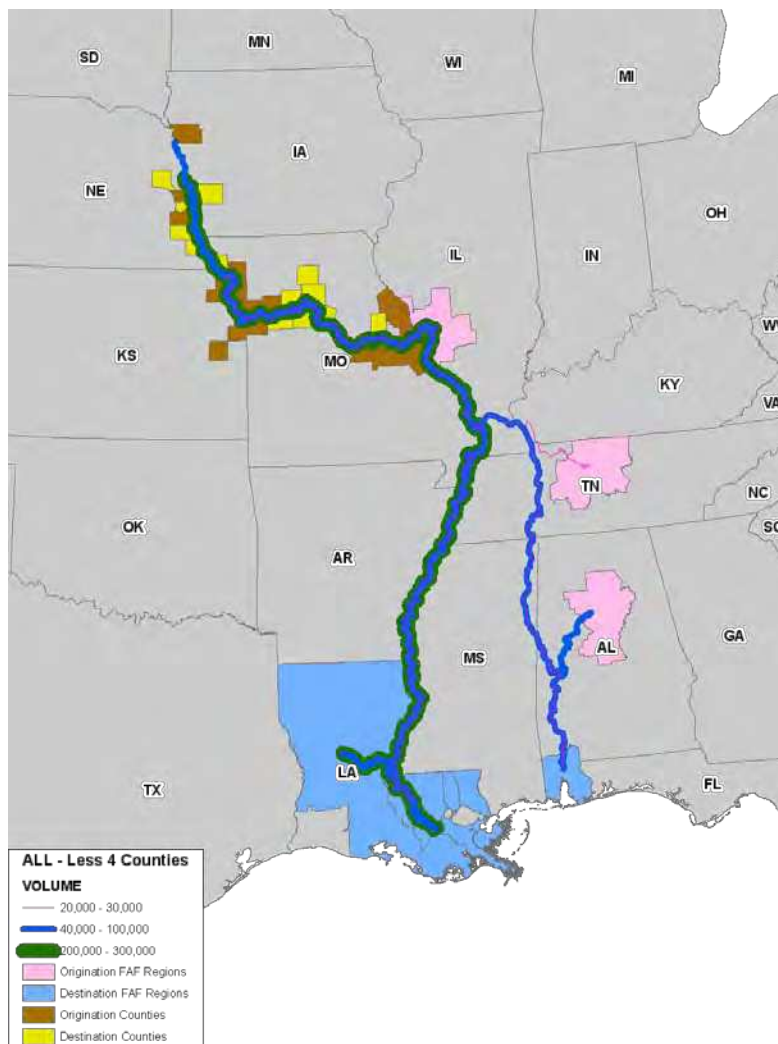 MN
SD
WI
MI
IA
NE
OH
IL
IN
WV
KS
MO
KY
VA
TN
NC
OK
SC
AR
GA
MS
AL
LA
TX
FL
ALL - Less 4 Counties
VOLUME
20,000 - 30,000
40,000 - 100,000
200,000 - 300,000
Origination FAF Regions
Destination FAF Regions
Origination Counties
Destination Counties